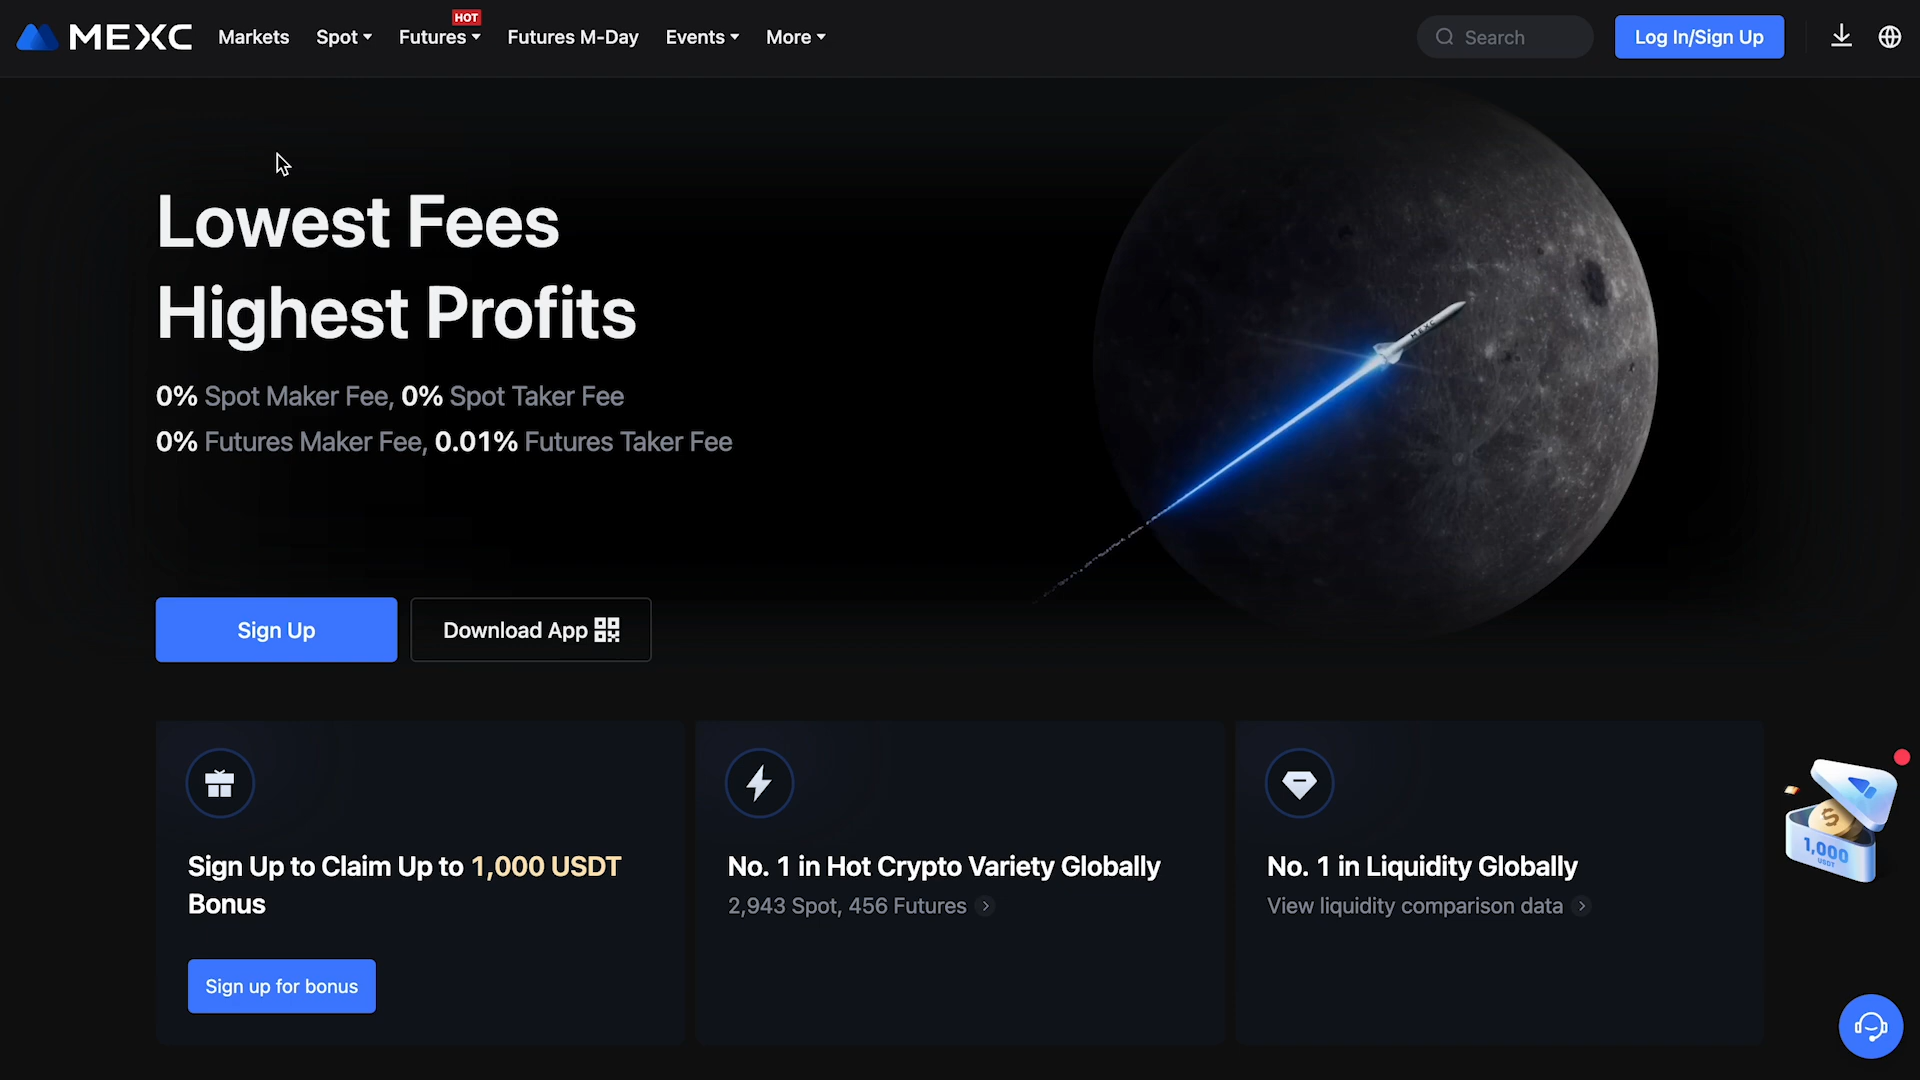 MEXC
Markets
Spot
Futures
HOT
Futures M-Day
Events
More
Search
Log In/Sign Up
Lowest Fees
Highest Profits
0% Spot Maker Fee, 0% Spot Taker Fee
0% Futures Maker Fee, 0.01% Futures Taker Fee
MEXC
Sign Up
Download App
Sign Up to Claim Up to 1,000 USDT
Bonus
Sign up for bonus
No. 1 in Hot Crypto Variety Globally
2,943 Spot, 456 Futures
No. 1 in Liquidity Globally
View liquidity comparison data
$
1,000
USDT